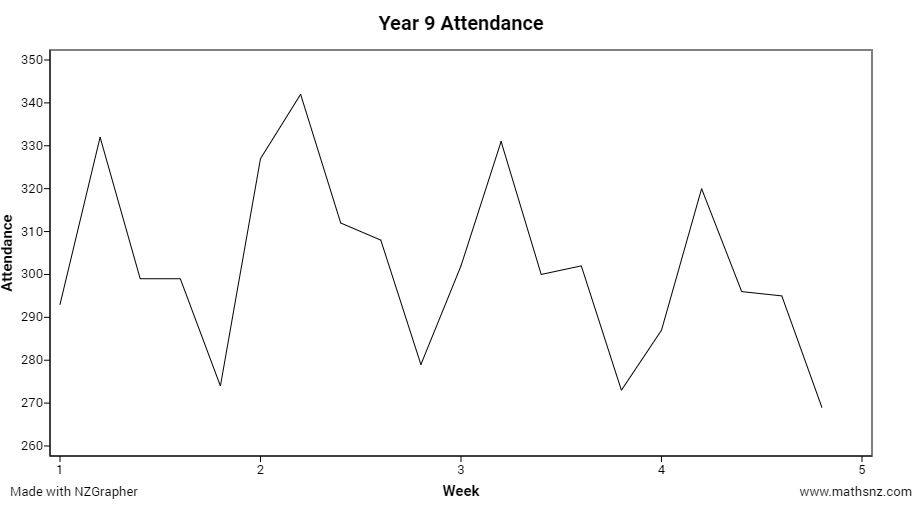 Year 9 Attendance
350
340
330
320
310
300
290
280
270
260
Attendance
1 2 3 4 5
Week
Made with NZGrapher
www.mathsnz.com